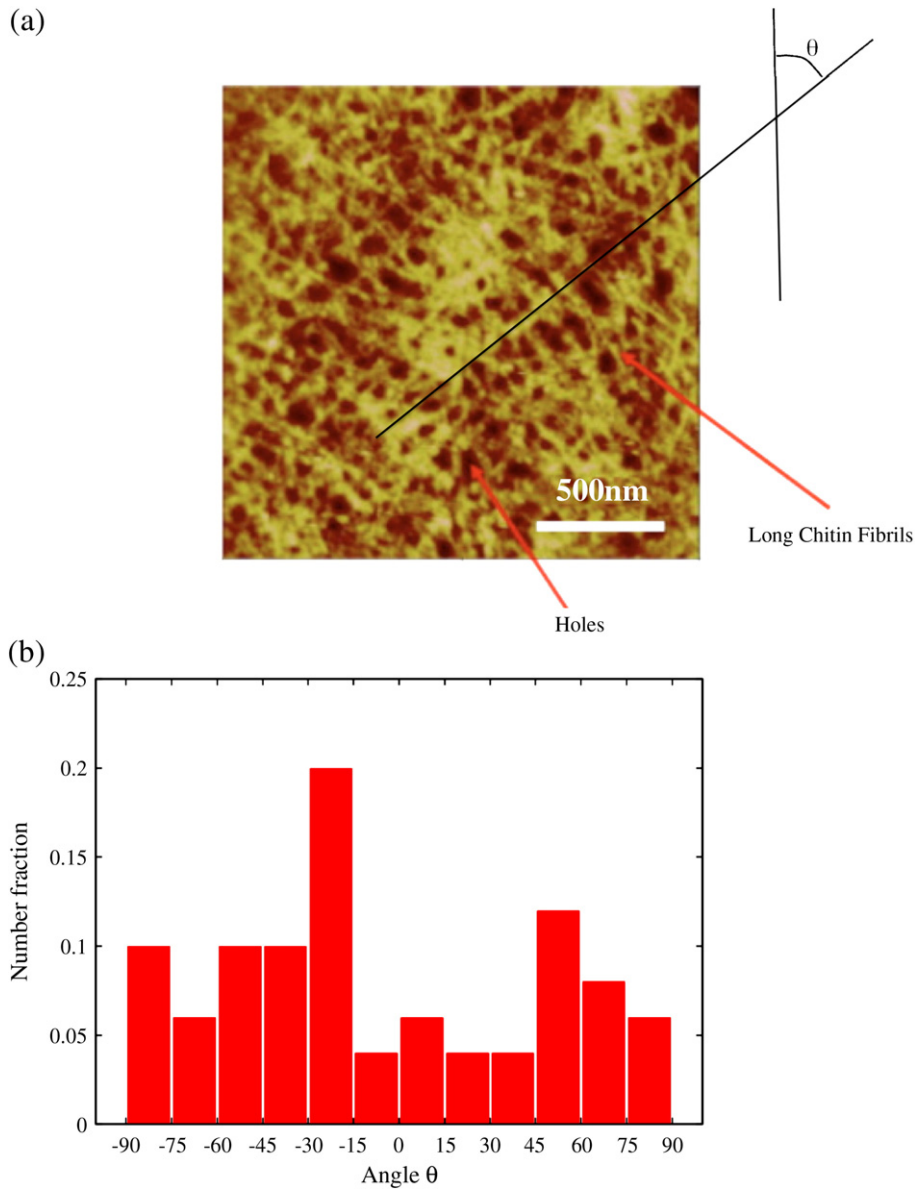 (a)
θ
500nm
Long Chitin Fibrils
Holes
(b)
0.25
0.2
0.15
0.1
0.05
0
Number fraction
-90 -75 -60 -45 -30 -15 0 15 30 45 60 75 90
Angle θ